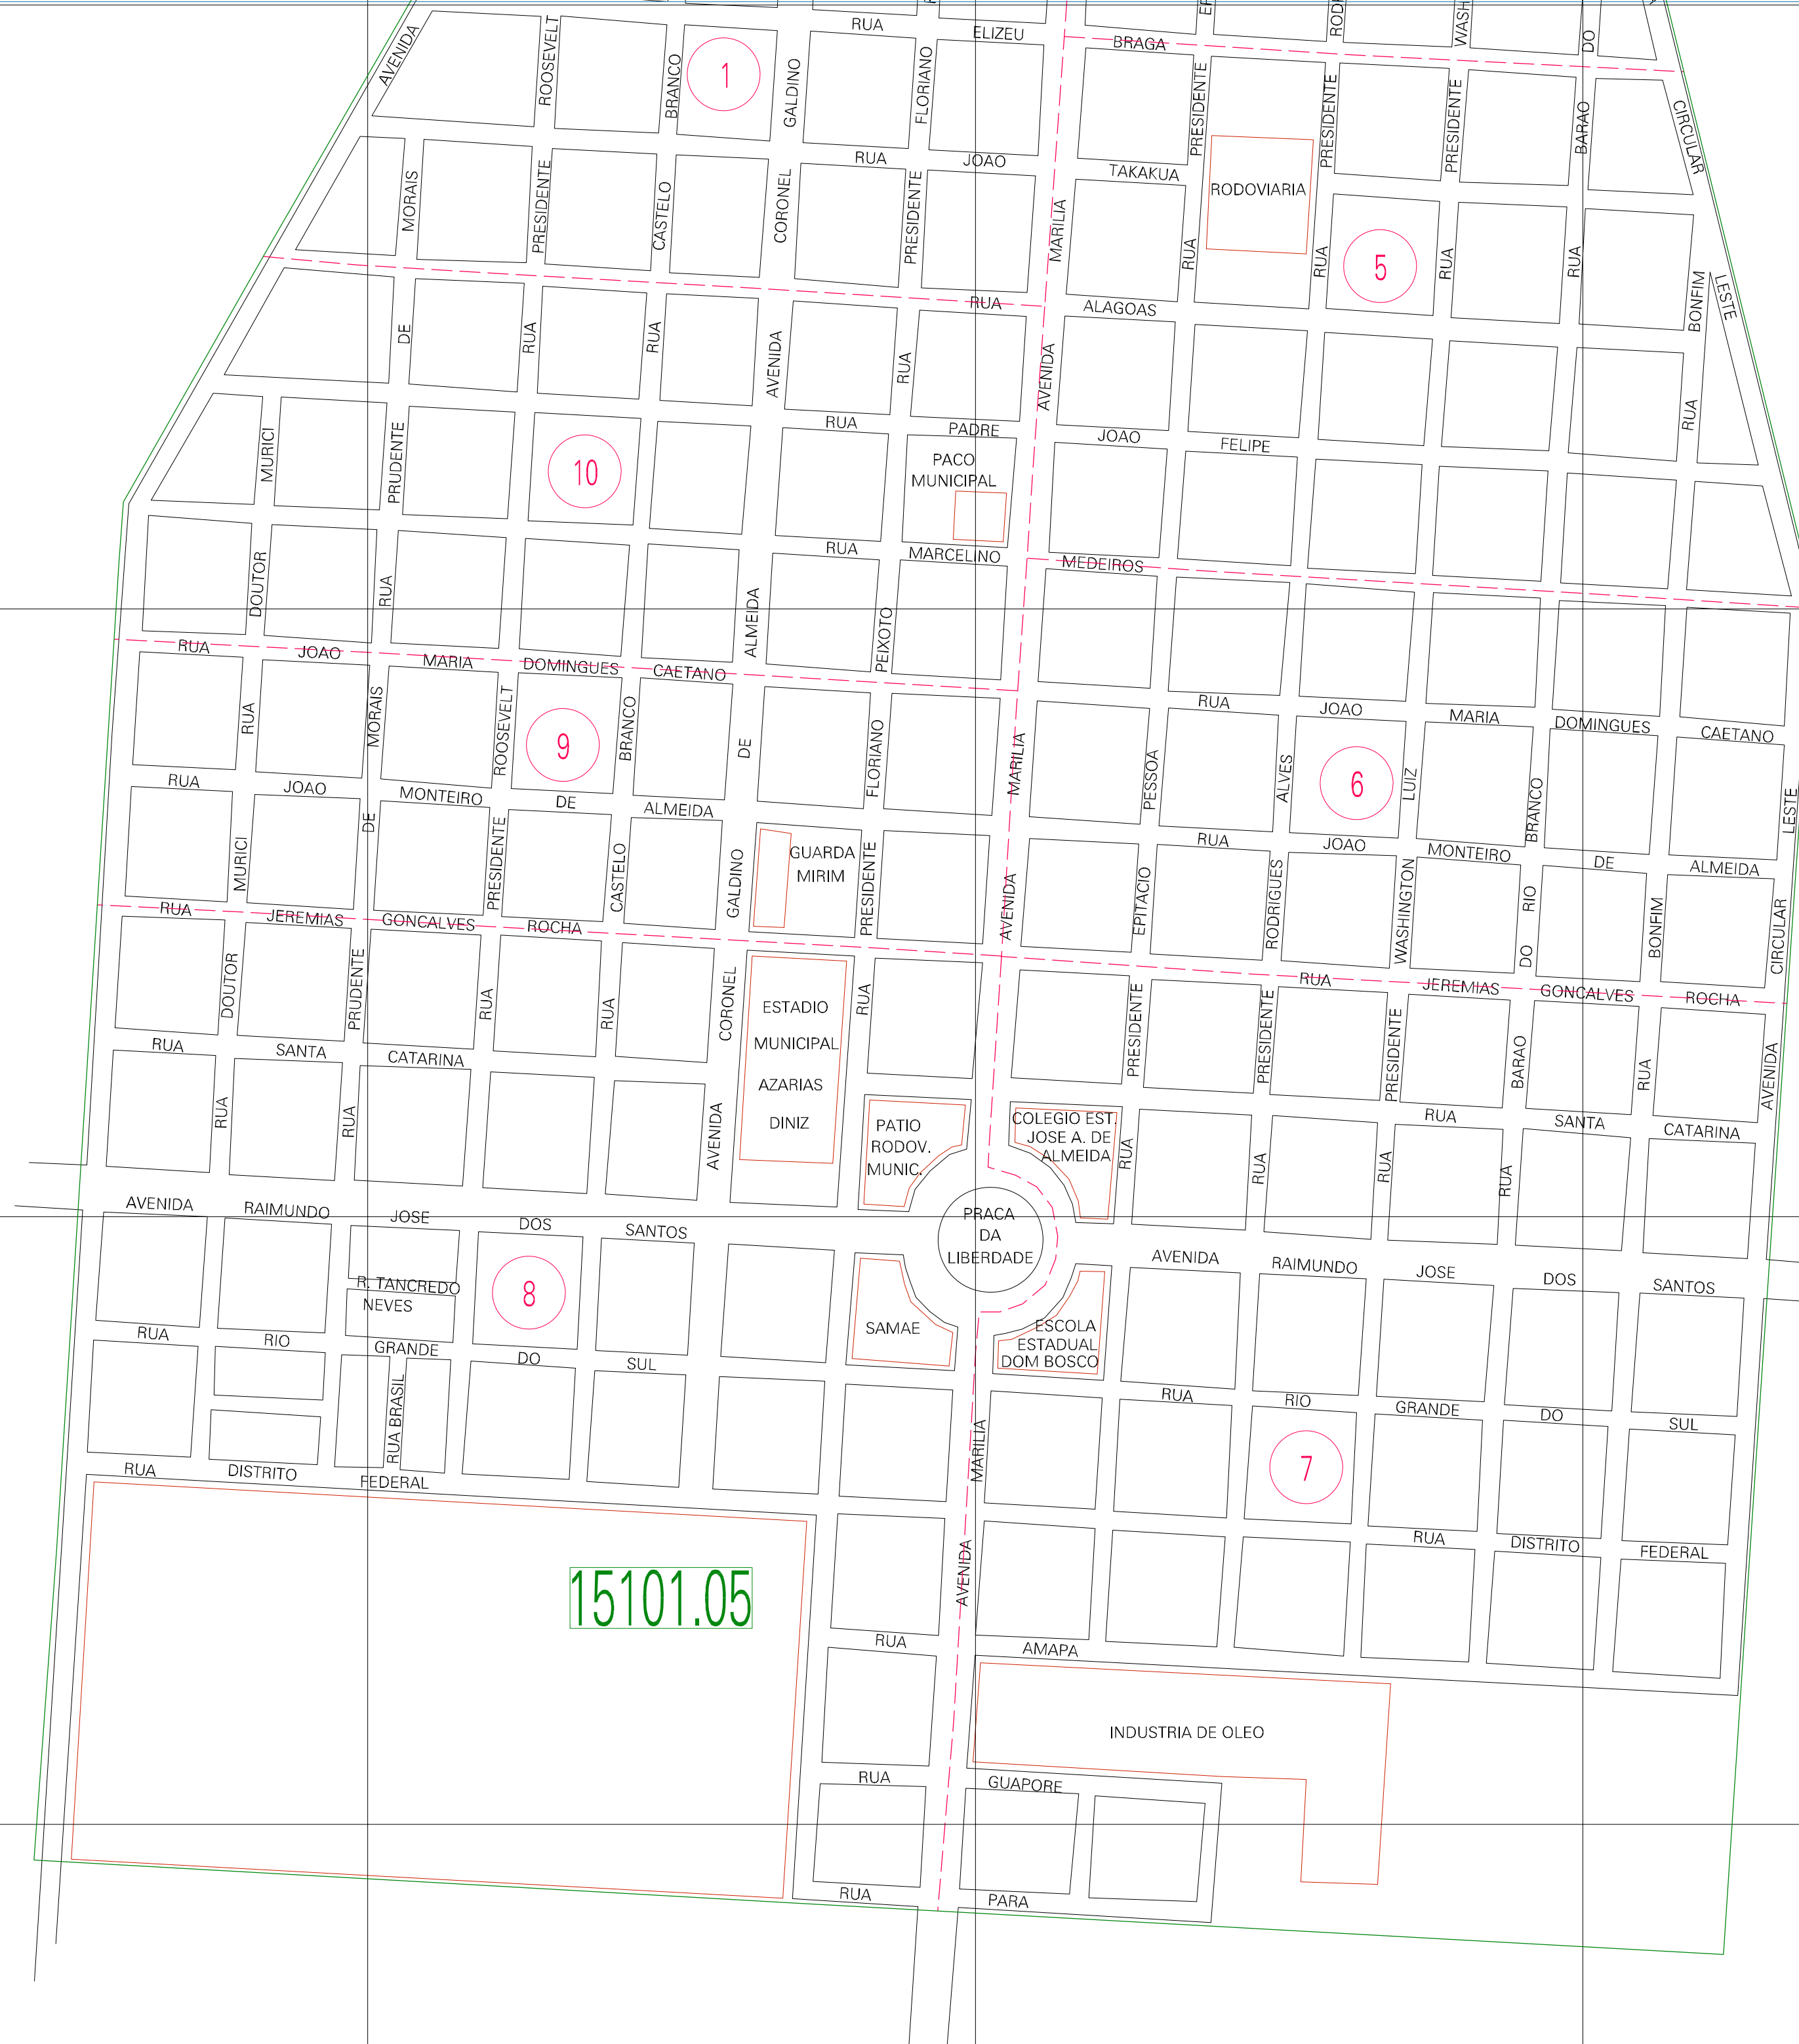 RUA ELIZEU BRAGA
AVENIDA
ROOSEVELT
BRANCO
1
GALDINO
FLORIANO
PRESIDENTE
PRESIDENTE
PRESIDENTE
DO
BARAO
CIRCULAR
RUA JOAO TAKAKUA
RODOVIARIA
MORAIS
PRESIDENTE
CASTELO
CORONEL
PRESIDENTE
MARILIA
RUA
RUA
5
RUA
RUA
BONFIM
LESTE
RUA ALAGOAS
DE
RUA
RUA
AVENIDA
RUA
AVENIDA
RUA
RUA PADRE JOAO FELIPE
PACO
MUNICIPAL
MURICI
PRUDENTE
10
RUA MARCELINO MEDEIROS
DOUTOR
RUA
ALMEIDA
PEIXOTO
RUA JOAO MARIA DOMINGUES CAETANO
RUA JOAO MARIA DOMINGUES CAETANO
RUA
MORAIS
ROOSEVELT
9
BRANCO
DE
FLORIANO
MARILIA
PESSOA
ALVES
6
LUIZ
BRANCO
LESTE
RUA JOAO MONTEIRO DE ALMEIDA
RUA JOAO MONTEIRO DE ALMEIDA
MURICI
DE
PRESIDENTE
CASTELO
GALDINO
GUARDA
MIRIM
PRESIDENTE
AVENIDA
EPITACIO
RODRIGUES
WASHINGTON
RIO
DO
BONFIM
CIRCULAR
RUA JEREMIAS GONCALVES ROCHA
RUA JEREMIAS GONCALVES ROCHA
DOUTOR
PRUDENTE
RUA
RUA
CORONEL
ESTADIO
MUNICIPAL
AZARIAS
DINIZ
RUA
PRESIDENTE
PRESIDENTE
PRESIDENTE
BARAO
RUA
AVENIDA
RUA SANTA CATARINA
RUA SANTA CATARINA
RUA
RUA
AVENIDA
PATIO
RODOV.
MUNIC.
COLEGIO EST.
JOSE A. DE
ALMEIDA
RUA
RUA
RUA
RUA
AVENIDA RAIMUNDO JOSE DOS SANTOS
PRACA
DA
LIBERDADE
AVENIDA RAIMUNDO JOSE DOS SANTOS
R. TANCREDO
NEVES
8
SAMAE
ESCOLA
ESTADUAL
DOM BOSCO
RUA RIO GRANDE DO SUL
RUA RIO GRANDE DO SUL
RUA BRASIL
MARILIA
7
RUA DISTRITO FEDERAL
RUA DISTRITO FEDERAL
15101.05
AVENIDA
RUA AMAPA
INDUSTRIA DE OLEO
RUA GUAPORE
RUA PARA